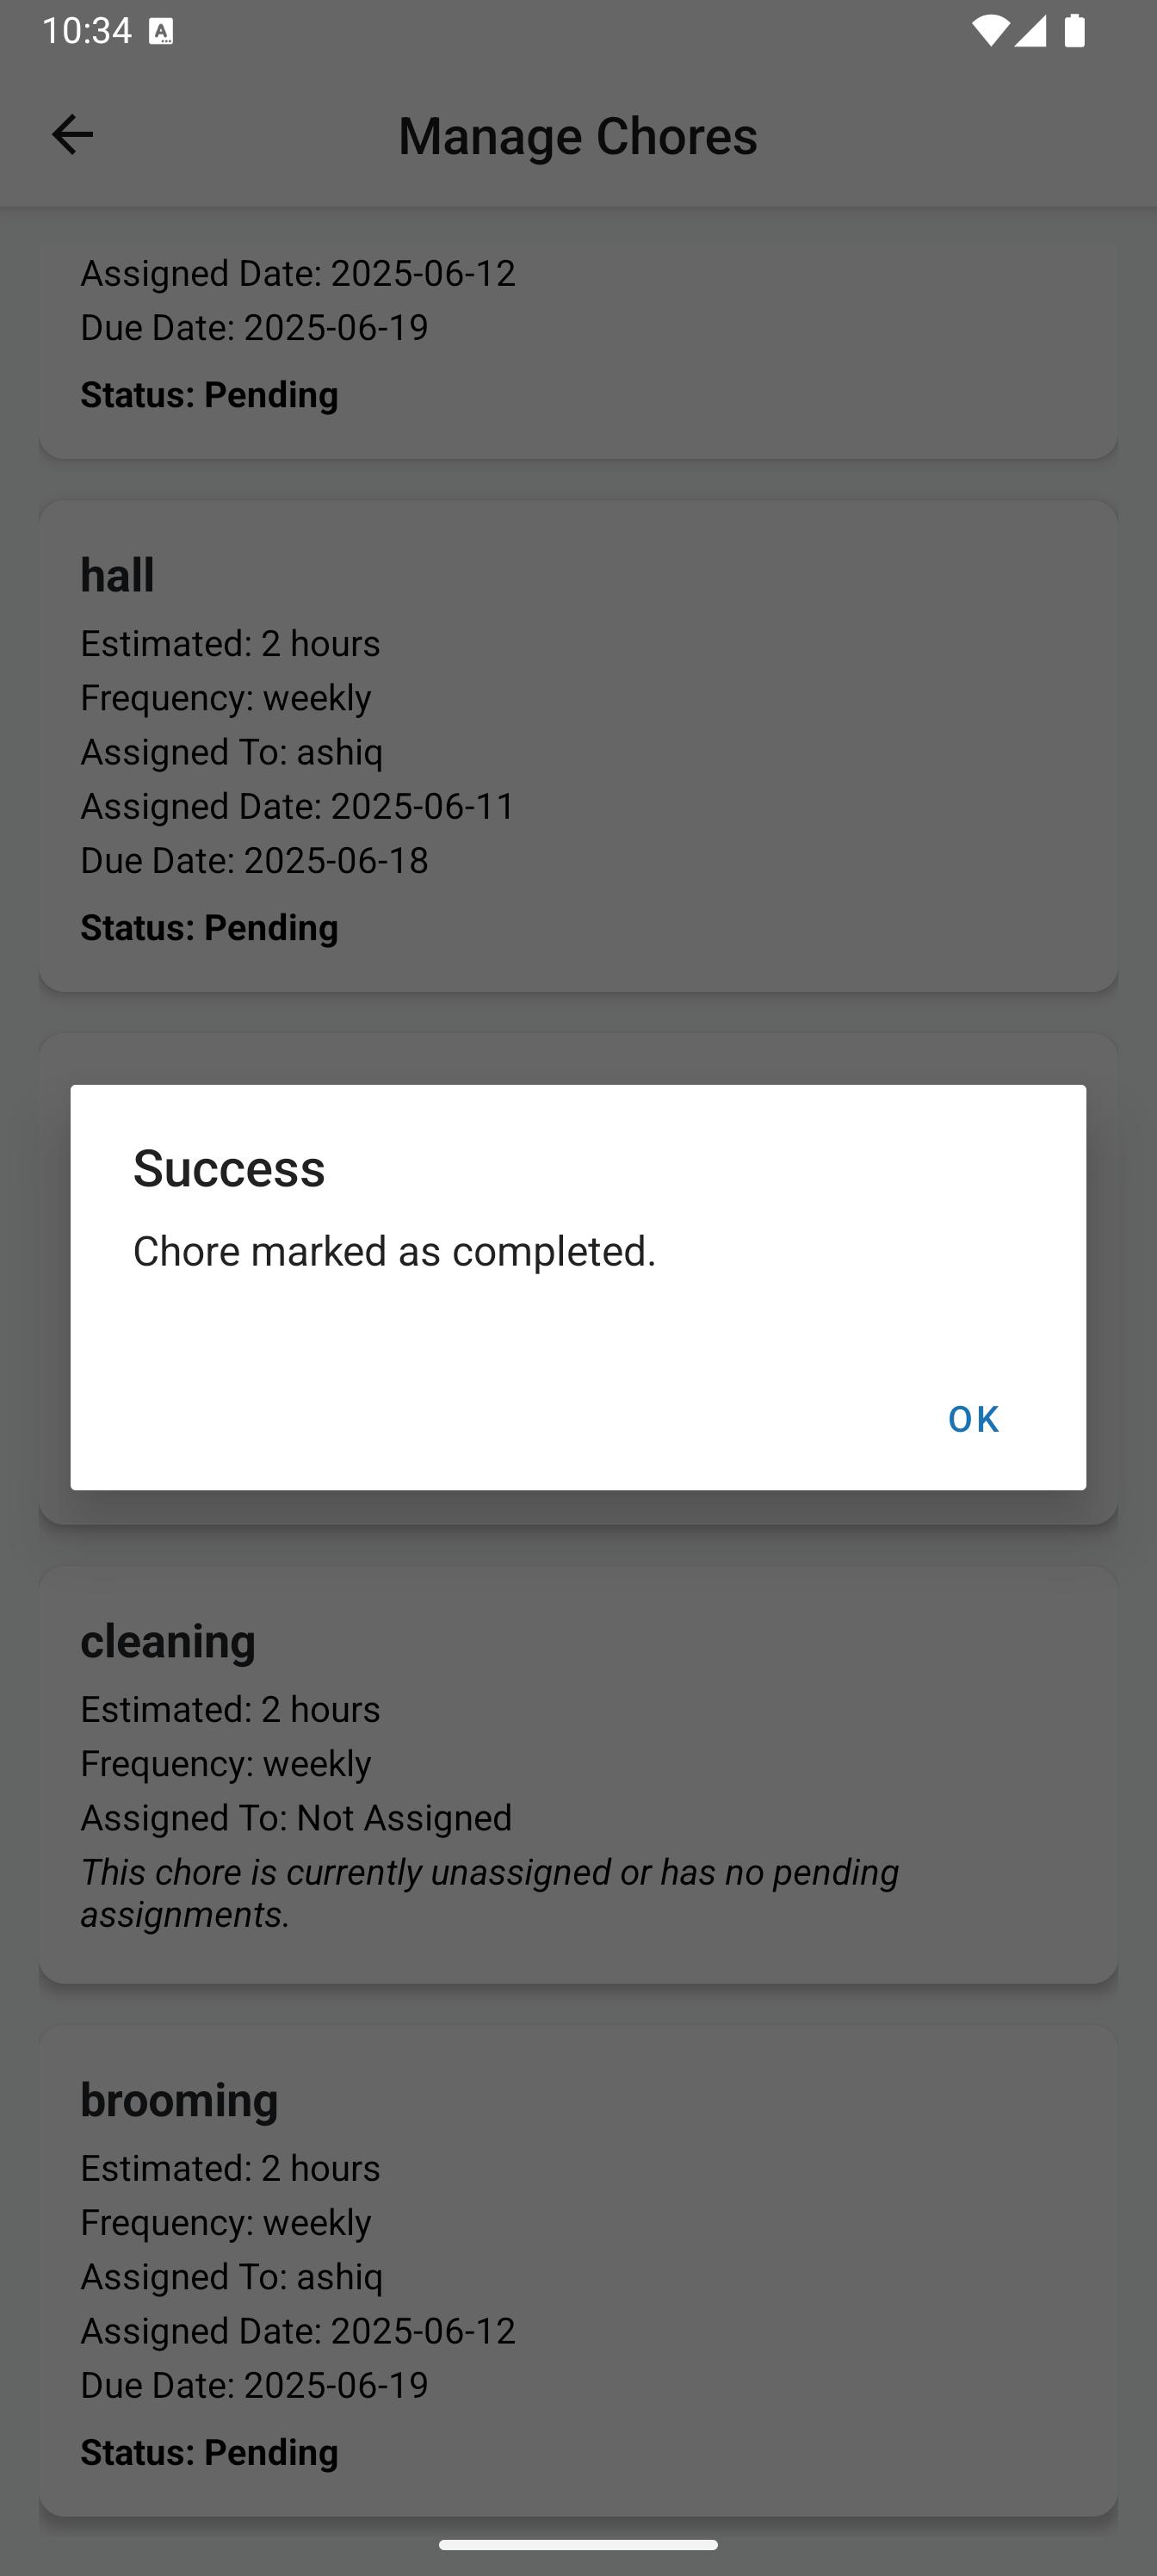 10:34
Manage Chores
Assigned Date: 2025-06-12
Due Date: 2025-06-19
Status: Pending
hall
Estimated: 2 hours
Frequency: weekly
Assigned To: ashiq
Assigned Date: 2025-06-11
Due Date: 2025-06-18
Status: Pending
Success
Chore marked as completed.
OK
cleaning
Estimated: 2 hours
Frequency: weekly
Assigned To: Not Assigned
This chore is currently unassigned or has no pending
assignments.
brooming
Estimated: 2 hours
Frequency: weekly
Assigned To: ashiq
Assigned Date: 2025-06-12
Due Date: 2025-06-19
Status: Pending